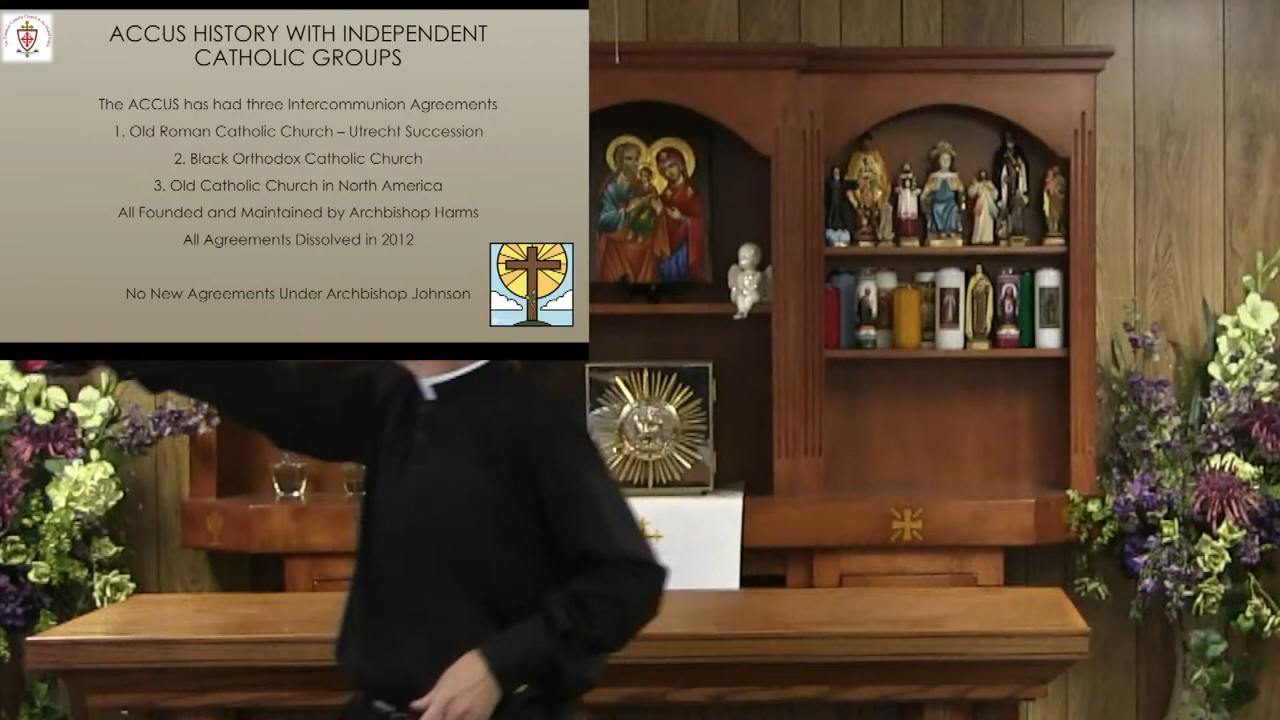 ACCUS HISTORY WITH INDEPENDENT
CATHOLIC GROUPS
The ACCUS has had three Intercommunion Agreements
1. Old Roman Catholic Church – Utrecht Succession
2. Black Orthodox Catholic Church
3. Old Catholic Church in North America
All Founded and Maintained by Archbishop Harms
All Agreements Dissolved in 2012
No New Agreements Under Archbishop Johnson